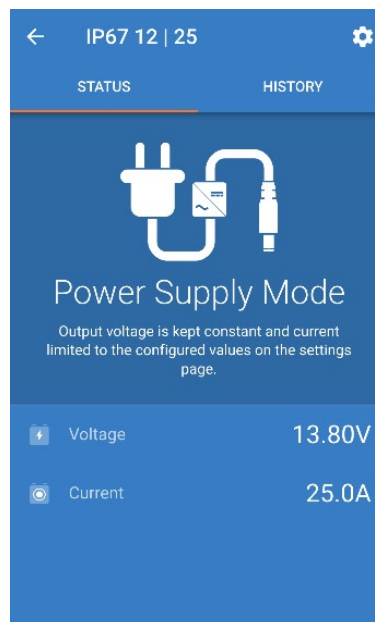 IP67 12 | 25
STATUS
HISTORY
Power Supply Mode
Output voltage is kept constant and current
limited to the configured values on the settings
page.
Voltage
13.80V
Current
25.0A